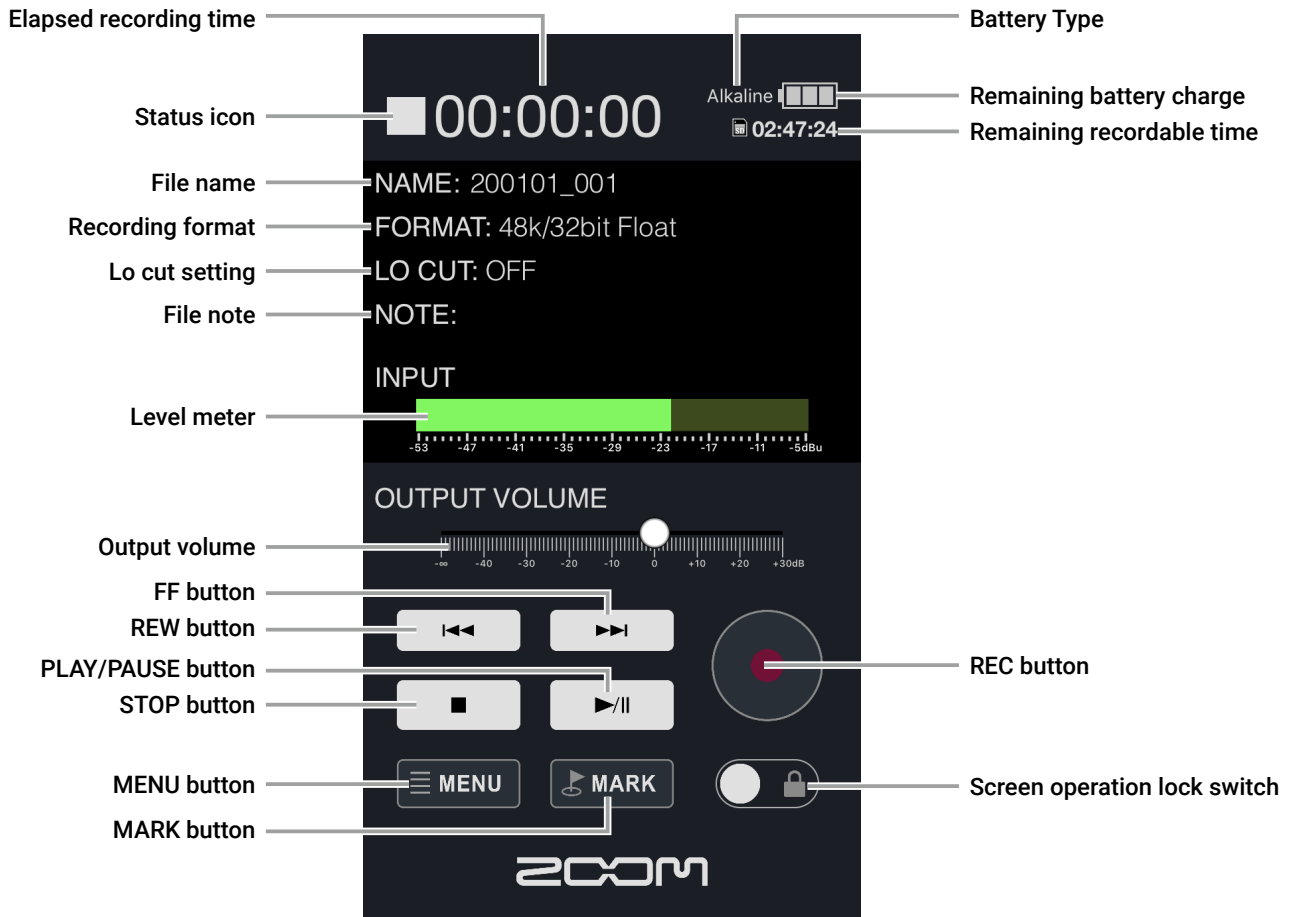 Elapsed recording time
Battery Type
00:00:00
Alkaline
Remaining battery charge
Status icon
SD 02:47:24
Remaining recordable time
File name
NAME: 200101_001
Recording format
FORMAT: 48k/32bit Float
Lo cut setting
LO CUT: OFF
File note
NOTE:
INPUT
Level meter
-53 -47 -41 -35 -29 -23 -17 -11 -5dBu
OUTPUT VOLUME
Output volume
-∞ -40 -30 -20 -10 0 +10 +20 +30dB
FF button
REW button
PLAY/PAUSE button
REC button
STOP button
MENU button
MENU
MARK
Screen operation lock switch
MARK button
ZOOM